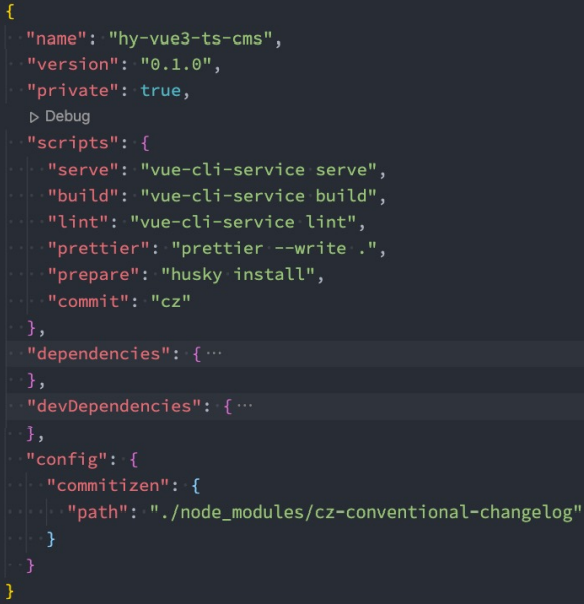 {
"name": "hy-vue3-ts-cms",
"version": "0.1.0",
"private": true,
Debug
"scripts": {
"serve": "vue-cli-service serve",
"build": "vue-cli-service build",
"lint": "vue-cli-service lint",
"prettier": "prettier --write .",
"prepare": "husky install",
"commit": "cz"
},
"dependencies": { ...
},
"devDependencies": { ...
},
"config": {
"commitizen": {
"path": "./node_modules/cz-conventional-changelog"
}
}
}